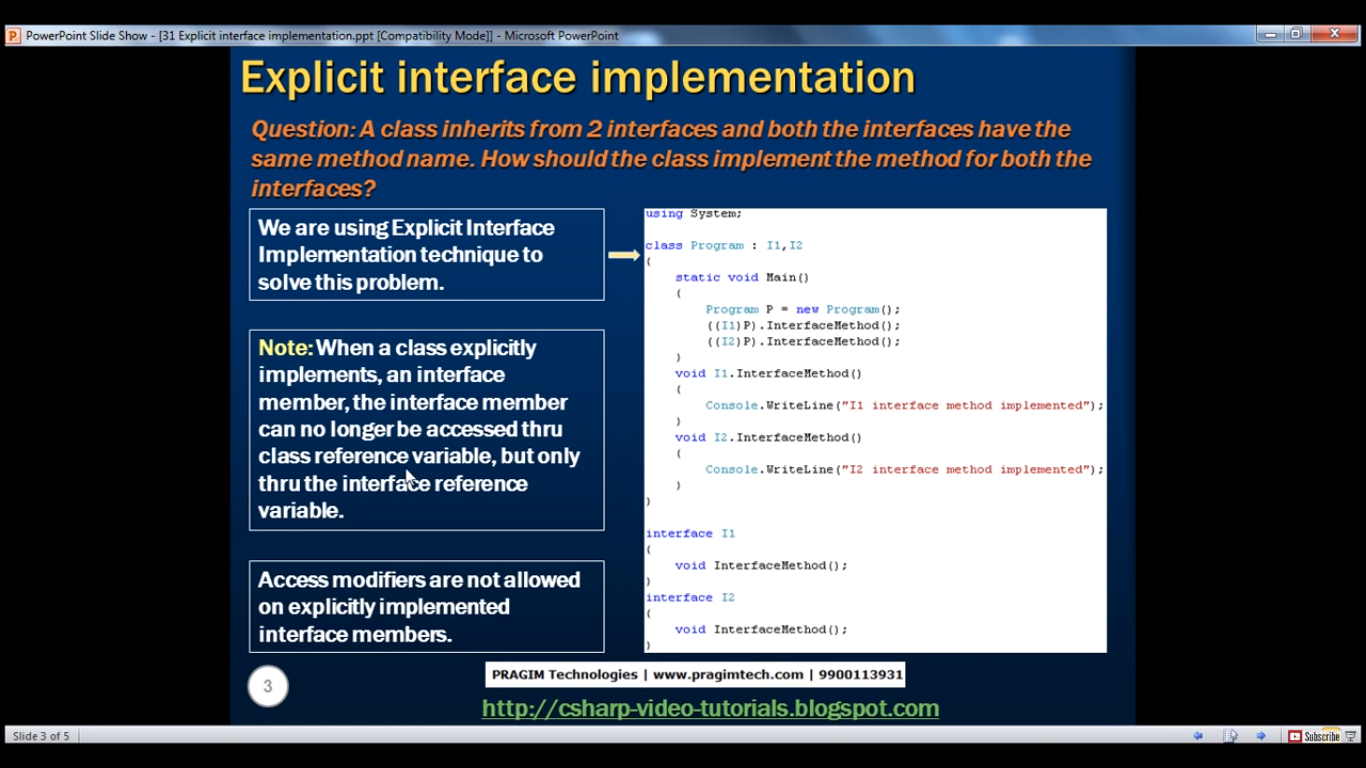 PowerPoint Slide Show - [31 Explicit interface implementation.ppt [Compatibility Mode]] - Microsoft PowerPoint
Explicit interface implementation
Question: A class inherits from 2 interfaces and both the interfaces have the
same method name. How should the class implement the method for both the
interfaces?
We are using Explicit Interface
Implementation technique to
solve this problem.
Note: When a class explicitly
implements, an interface
member, the interface member
can no longer be accessed thru
class reference variable, but only
thru the interface reference
variable.
Access modifiers are not allowed
on explicitly implemented
interface members.
using System;
class Program : I1,I2
{
static void Main()
{
Program P = new Program();
((I1)P).InterfaceMethod();
((I2)P).InterfaceMethod();
}
void I1.InterfaceMethod()
{
Console.WriteLine("I1 interface method implemented");
}
void I2.InterfaceMethod()
{
Console.WriteLine("I2 interface method implemented");
}
}
interface I1
{
void InterfaceMethod();
}
interface I2
{
void InterfaceMethod();
}
3
PRAGIM Technologies | www.pragimtech.com | 9900113931
http://csharp-video-tutorials.blogspot.com
Slide 3 of 5
Subscribe